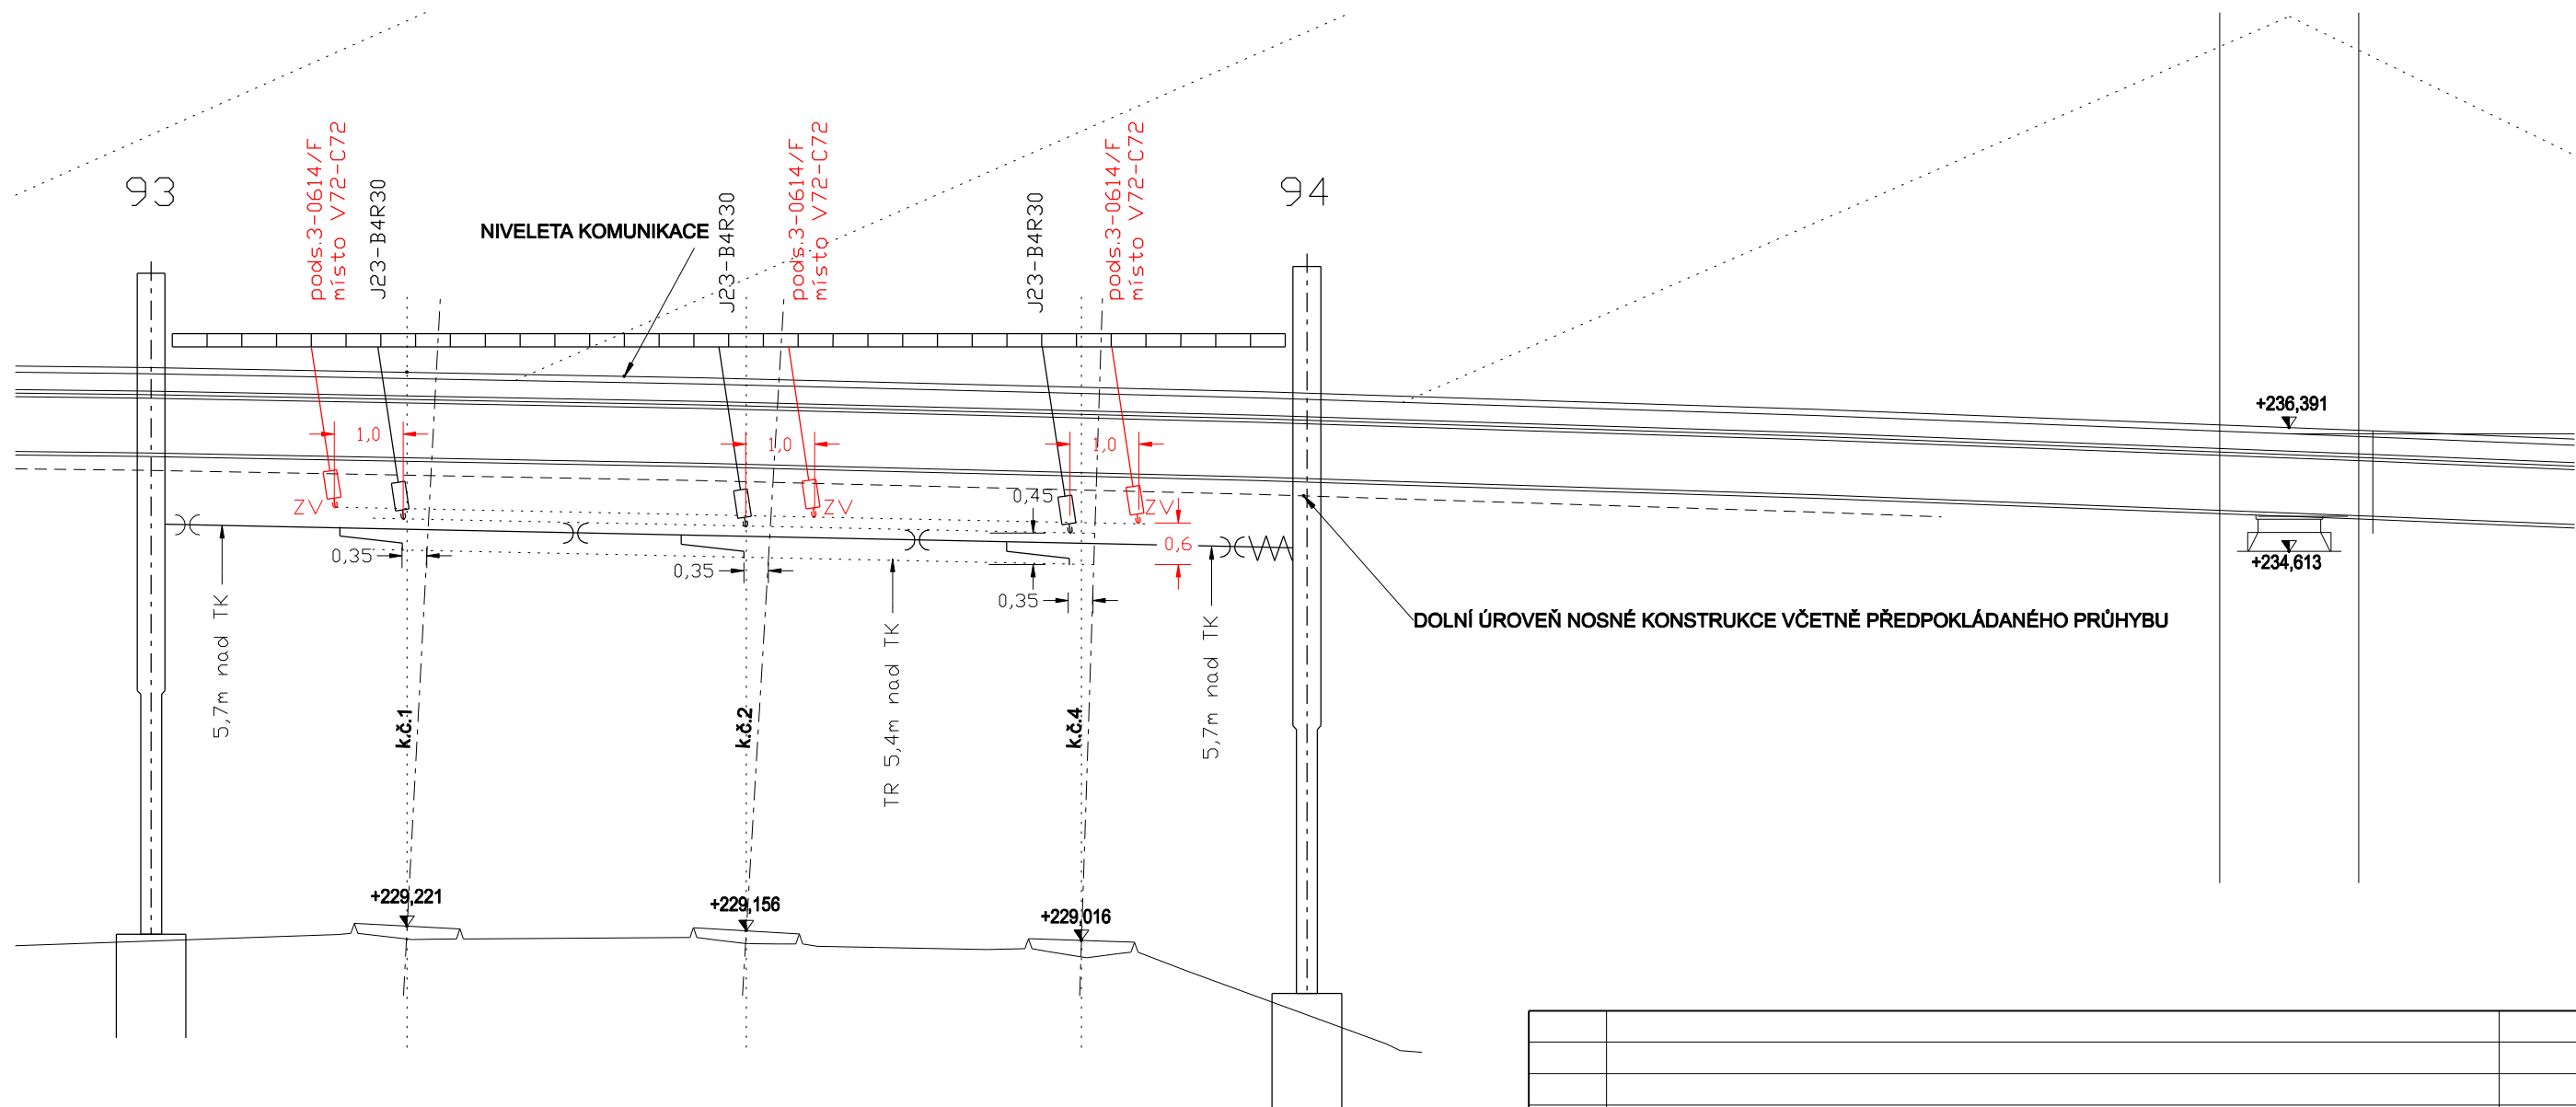 93
pods.3-0614/F
místo V72-C72
J23-B4R30
NIVELETA KOMUNIKACE
J23-B4R30
pods.3-0614/F
místo V72-C72
J23-B4R30
pods.3-0614/F
místo V72-C72
94
+236,391
1,0
1,0
1,0
ZV
ZV
0,45
ZV
0,35
0,35
0,35
0,6
+234,613
5,7m nad TK
TR 5,4m nad TK
5,7m nad TK
DOLNÍ ÚROVEŇ NOSNÉ KONSTRUKCE VČETNĚ PŘEDPOKLÁDANÉHO PRŮHYBU
k.č.1
k.č.2
k.č.4
+229,221
+229,156
+229,016